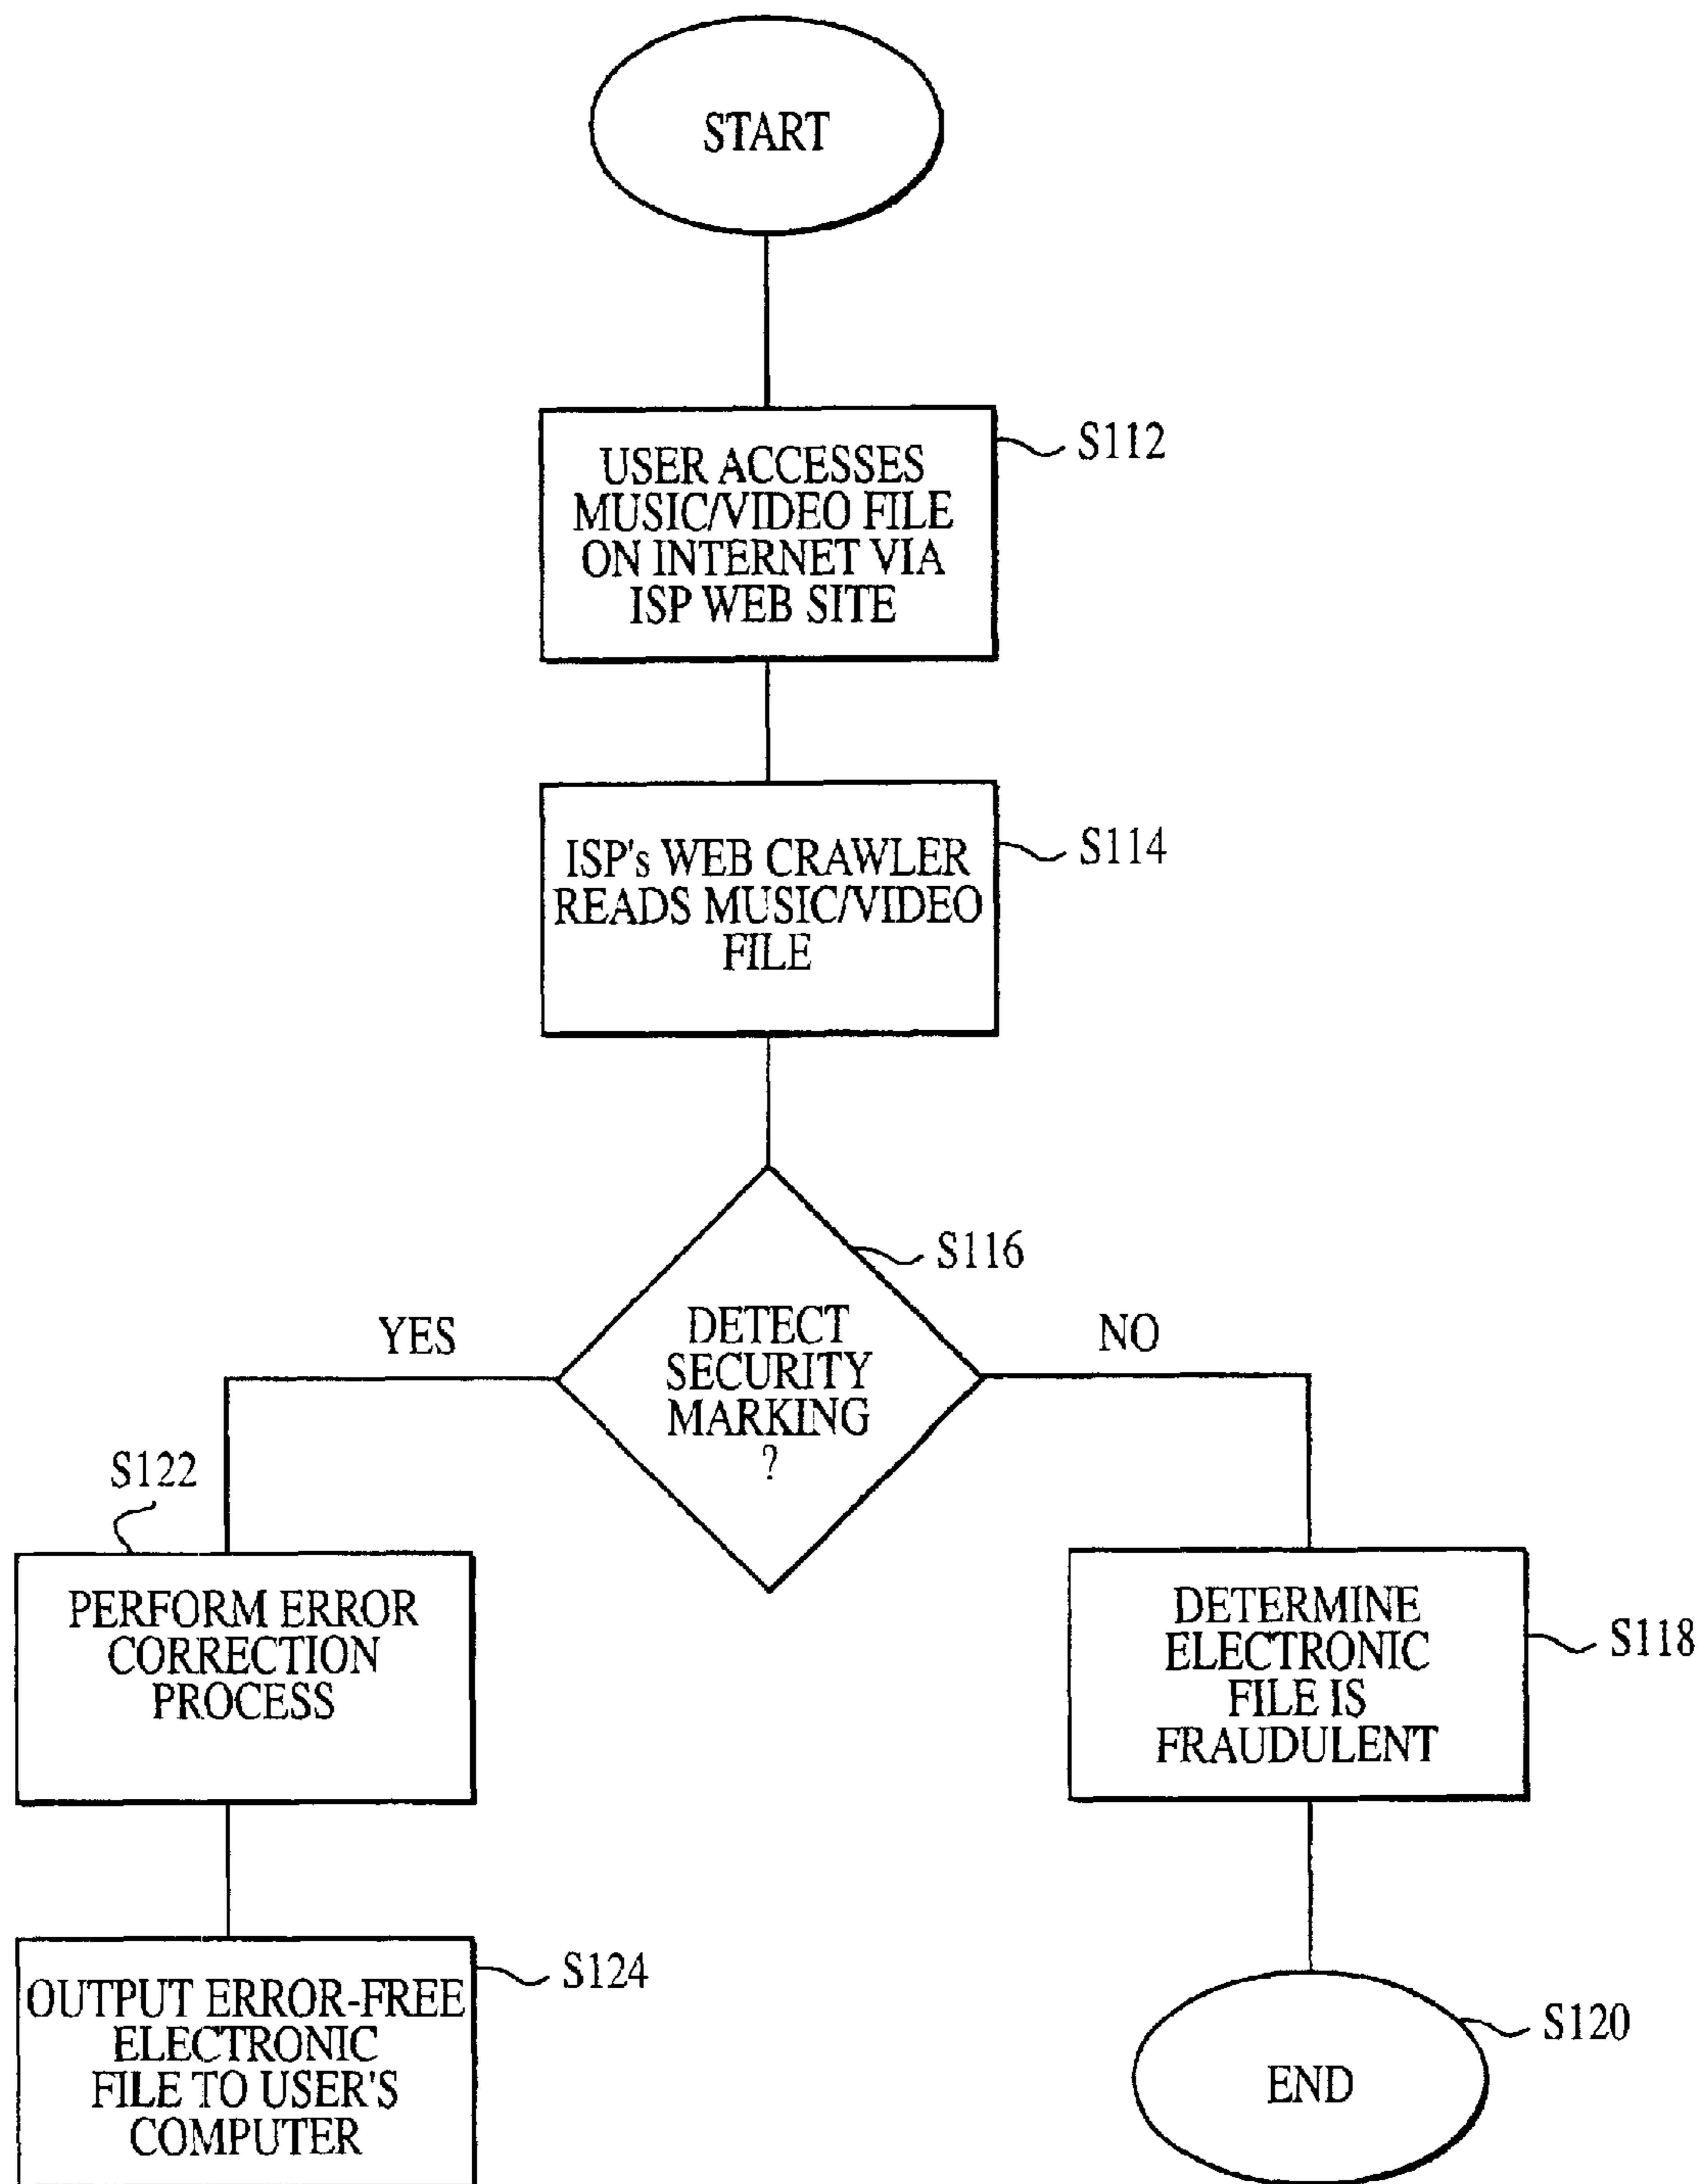 START
USER ACCESSES
MUSIC/VIDEO FILE
ON INTERNET VIA
ISP WEB SITE
S112
ISP's WEB CRAWLER
READS MUSIC/VIDEO
FILE
S114
S116
DETECT
SECURITY
MARKING
?
YES
NO
S122
PERFORM ERROR
CORRECTION
PROCESS
DETERMINE
ELECTRONIC
FILE IS
FRAUDULENT
S118
OUTPUT ERROR-FREE
ELECTRONIC
FILE TO USER'S
COMPUTER
S124
S120
END